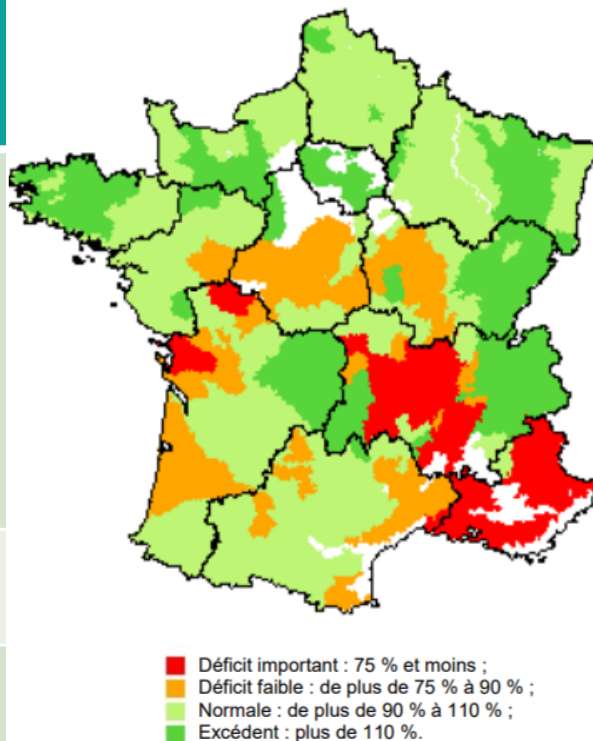 Déficit important : 75 % et moins ;
Déficit faible : de plus de 75 % à 90 % ;
Normale : de plus de 90 % à 110 % ;
Excédent : plus de 110 %.